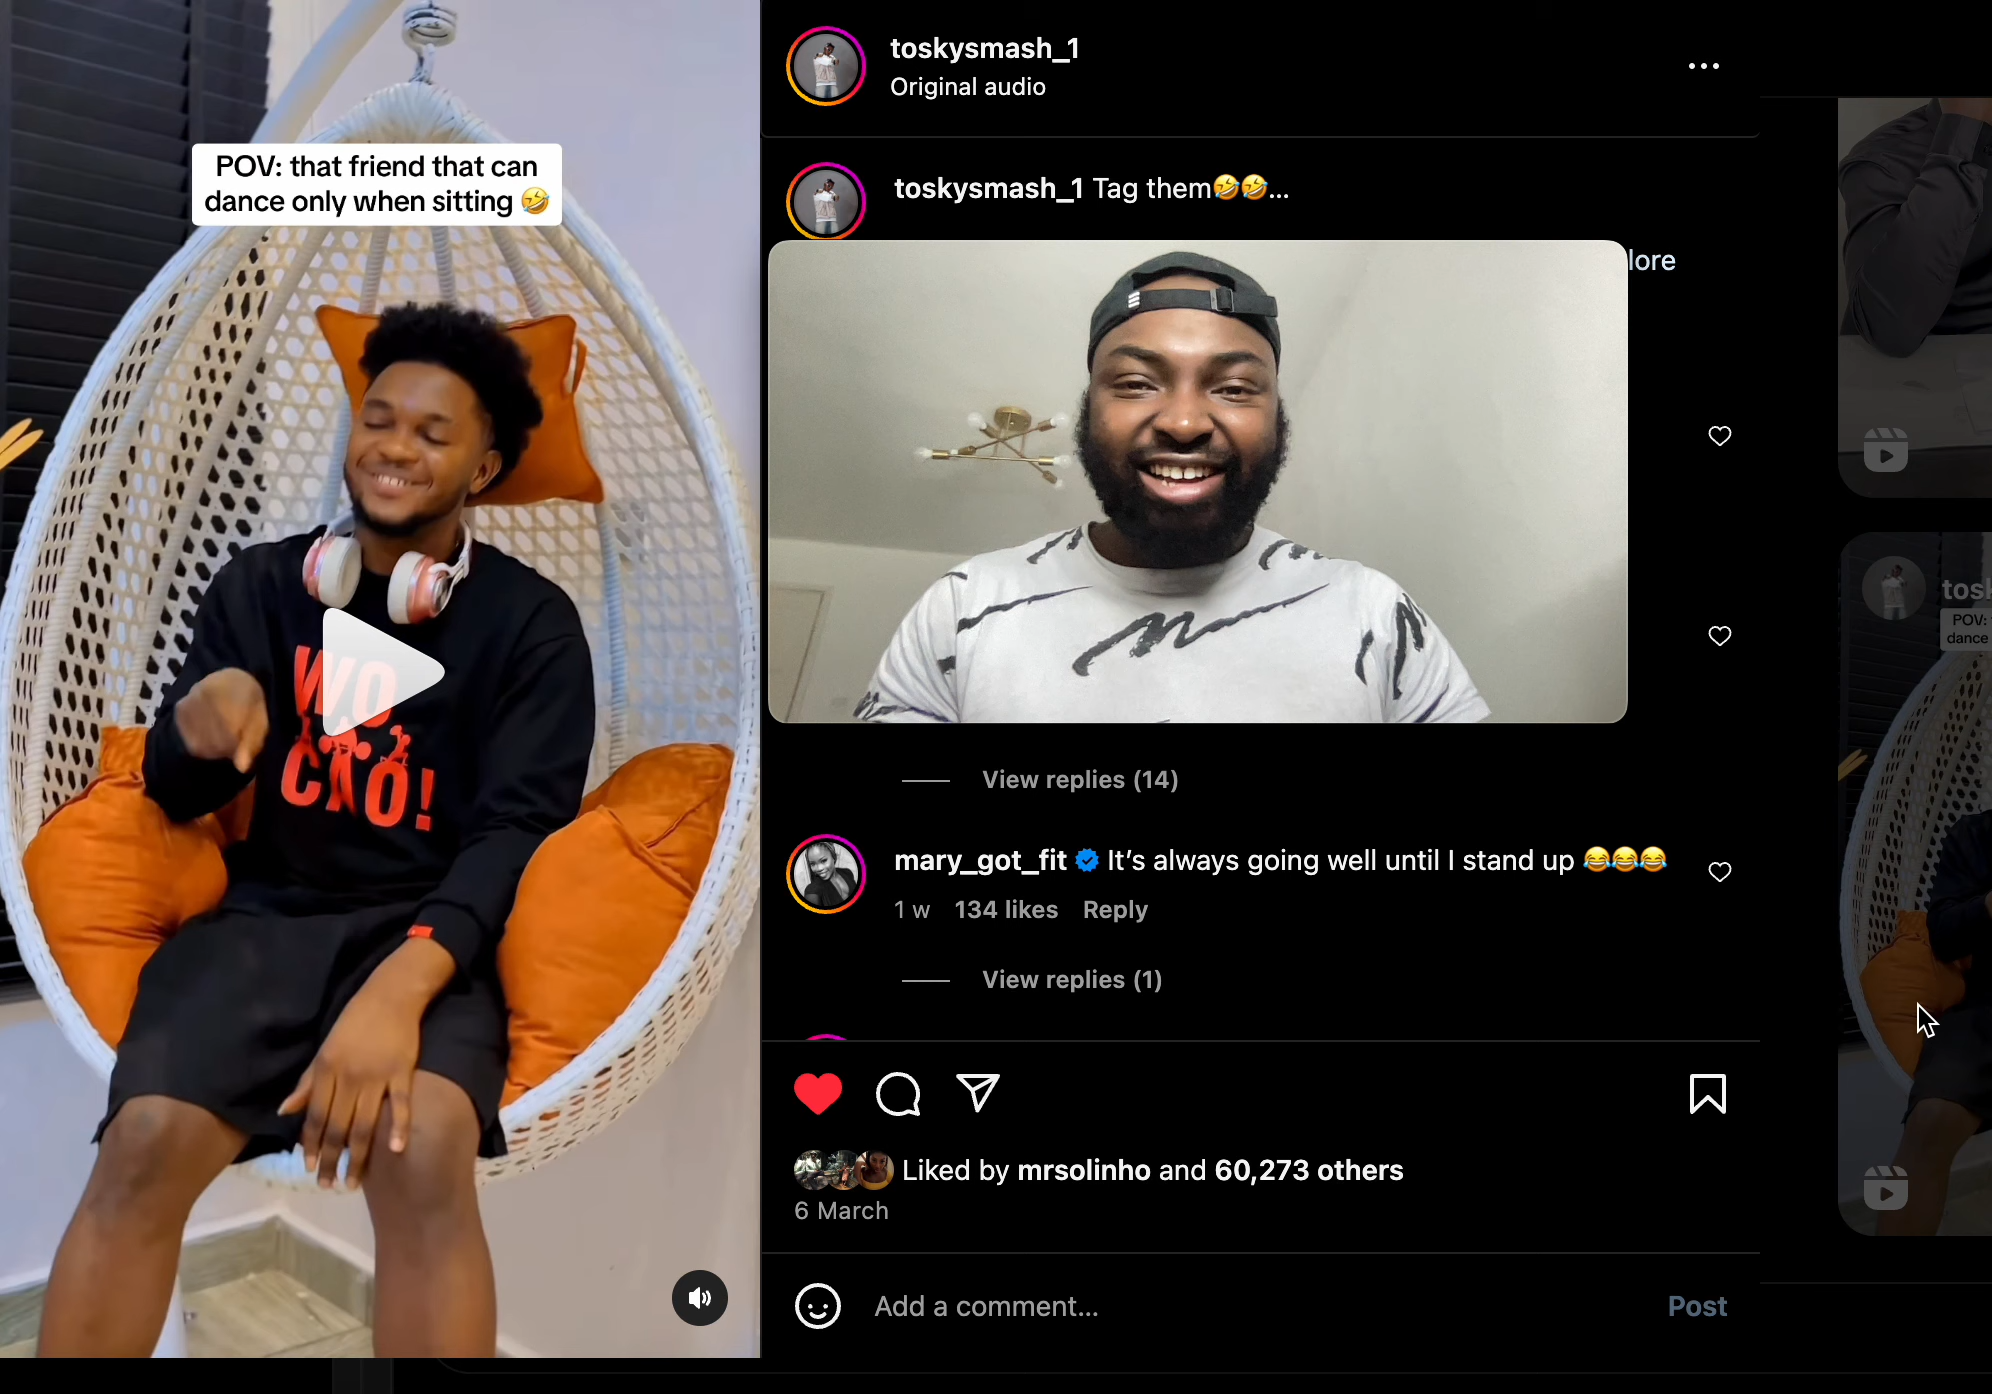 POV: that friend that can
dance only when sitting 🤣
WO
CAO!
toskysmash_1
Original audio
toskysmash_1 Tag them🤣🤣...
lore
View replies (14)
mary_got_fit It's always going well until I stand up 😂😂😂
1 w 134 likes Reply
View replies (1)
Liked by mrsolinho and 60,273 others
6 March
Add a comment...
Post
tosk
POV:
dance